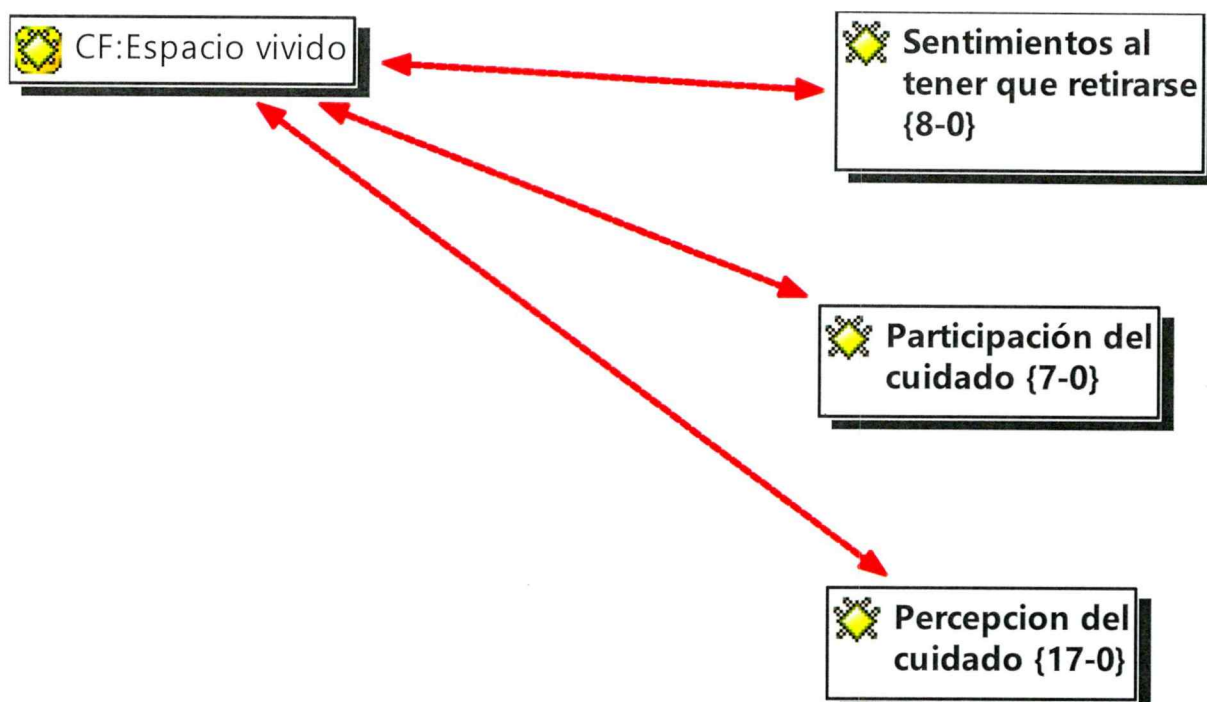 CF:Espacio vivido
Sentimientos al
tener que retirarse
{8-0}
Participación del
cuidado {7-0}
Percepcion del
cuidado {17-0}